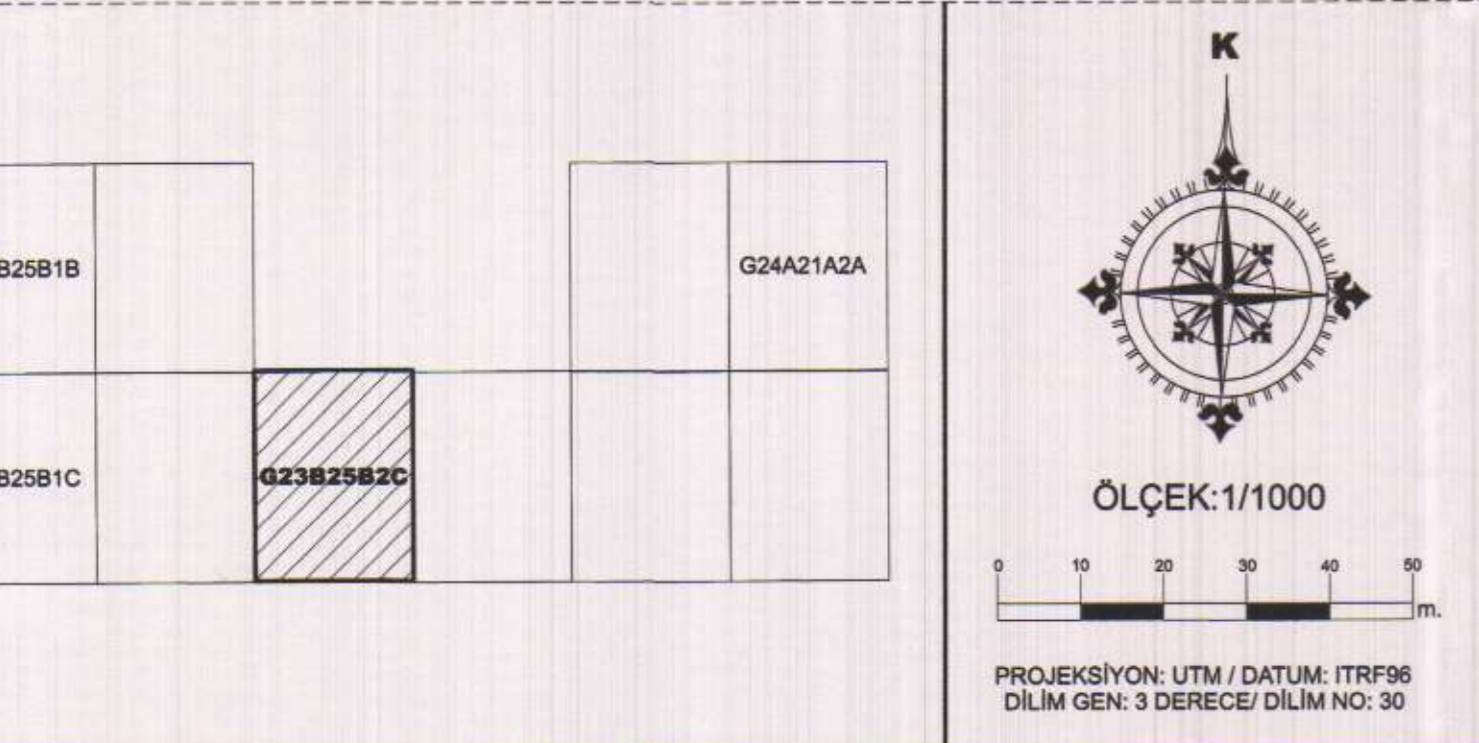 B25B1B
G24A21A2A
B25B1C
G23B25B2C
K
ÖLÇEK:1/1000
0 10 20 30 40 50
m.
PROJEKSİYON: UTM / DATUM: ITRF96
DİLİM GEN: 3 DERECE/ DİLİM NO: 30